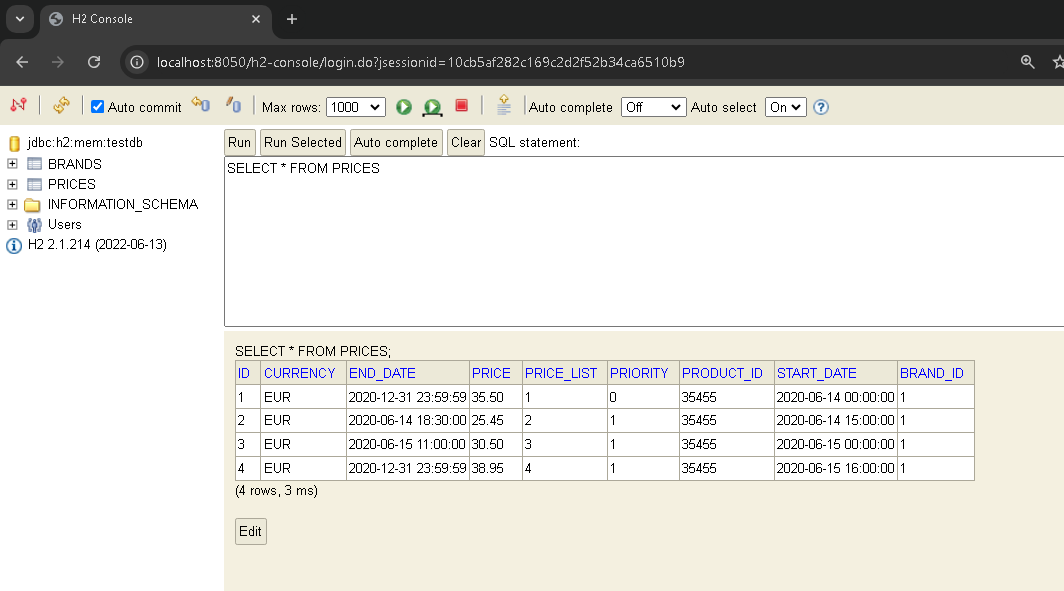 H2 Console
localhost:8050/h2-console/login.do?jsessionid=10cb5af282c169c2d2f52b34ca6510b9
Auto commit Max rows: 1000 Auto complete Off Auto select On
jdbc:h2:mem:testdb
BRANDS
PRICES
INFORMATION_SCHEMA
Users
H2 2.1.214 (2022-06-13)
Run Run Selected Auto complete Clear SQL statement:
SELECT * FROM PRICES
SELECT * FROM PRICES;
ID CURRENCY END_DATE PRICE PRICE_LIST PRIORITY PRODUCT_ID START_DATE BRAND_ID
1 EUR 2020-12-31 23:59:59 35.50 1 0 35455 2020-06-14 00:00:00 1
2 EUR 2020-06-14 18:30:00 25.45 2 1 35455 2020-06-14 15:00:00 1
3 EUR 2020-06-15 11:00:00 30.50 3 1 35455 2020-06-15 00:00:00 1
4 EUR 2020-12-31 23:59:59 38.95 4 1 35455 2020-06-15 16:00:00 1
(4 rows, 3 ms)
Edit